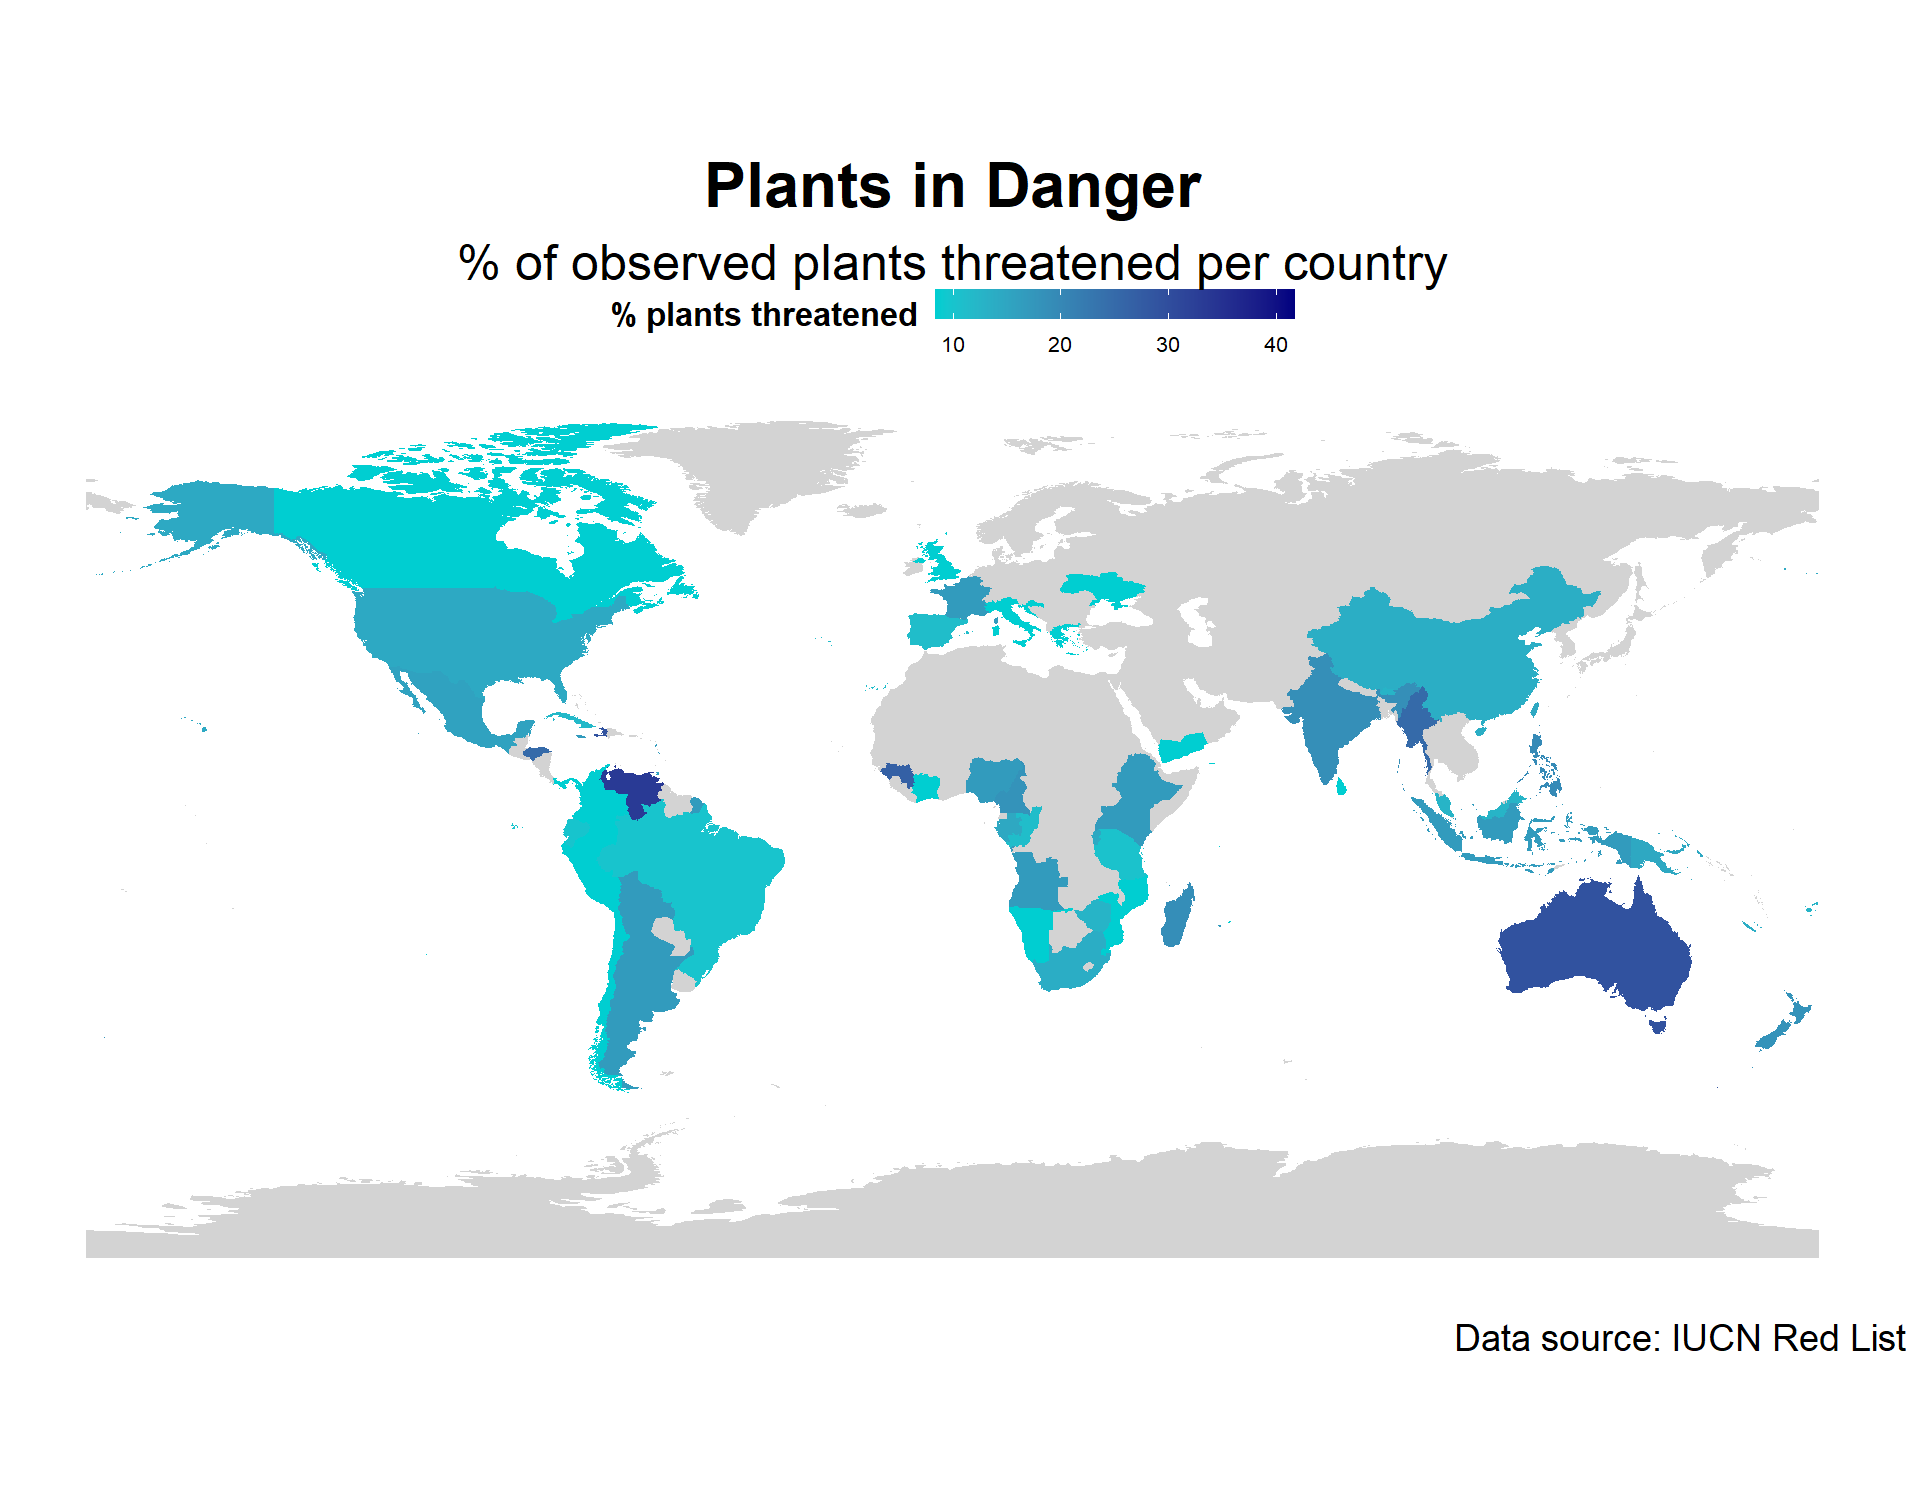 Plants in Danger
% of observed plants threatened per country
% plants threatened
10 20 30 40
Data source: IUCN Red List